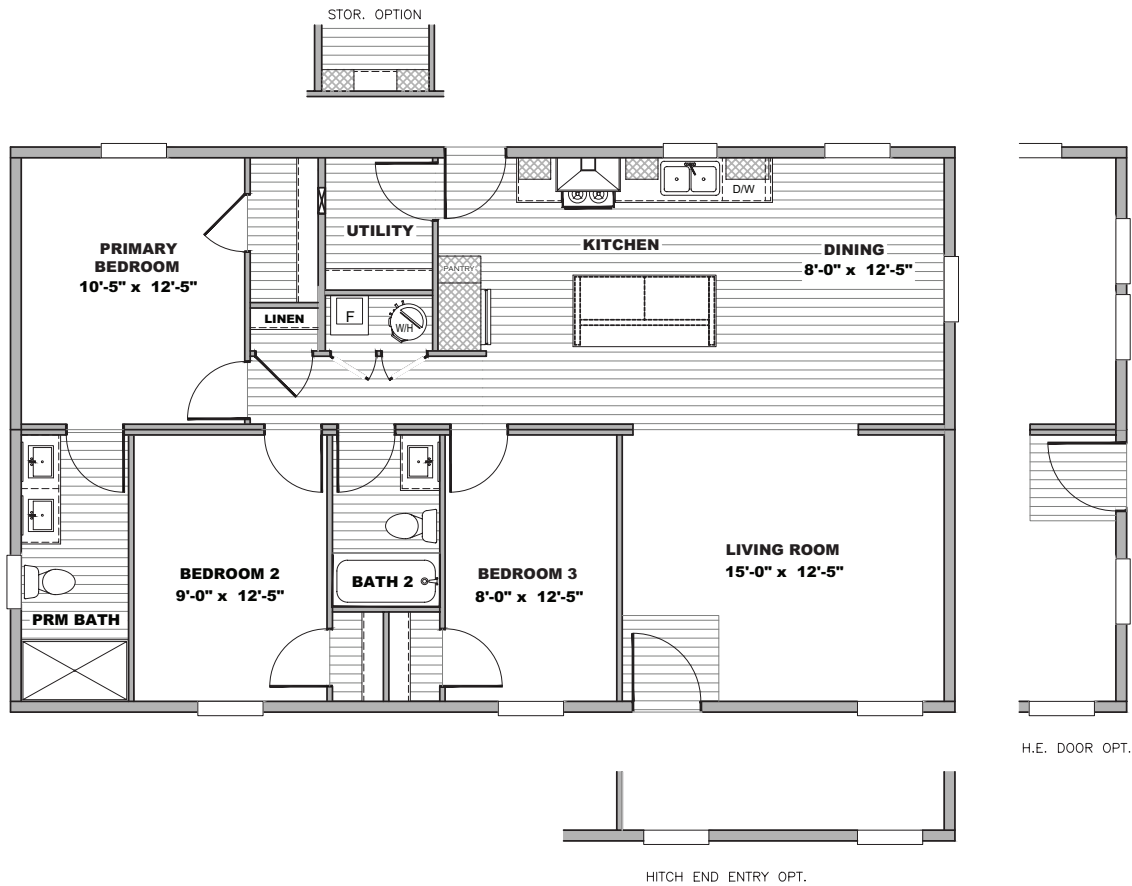 STOR. OPTION
PRIMARY
BEDROOM
10'-5" x 12'-5"
UTILITY
KITCHEN
D/W
DINING
8'-0" x 12'-5"
PANTRY
LINEN
F
W/H
PRM BATH
BEDROOM 2
9'-0" x 12'-5"
BATH 2
BEDROOM 3
8'-0" x 12'-5"
LIVING ROOM
15'-0" x 12'-5"
H.E. DOOR OPT.
HITCH END ENTRY OPT.